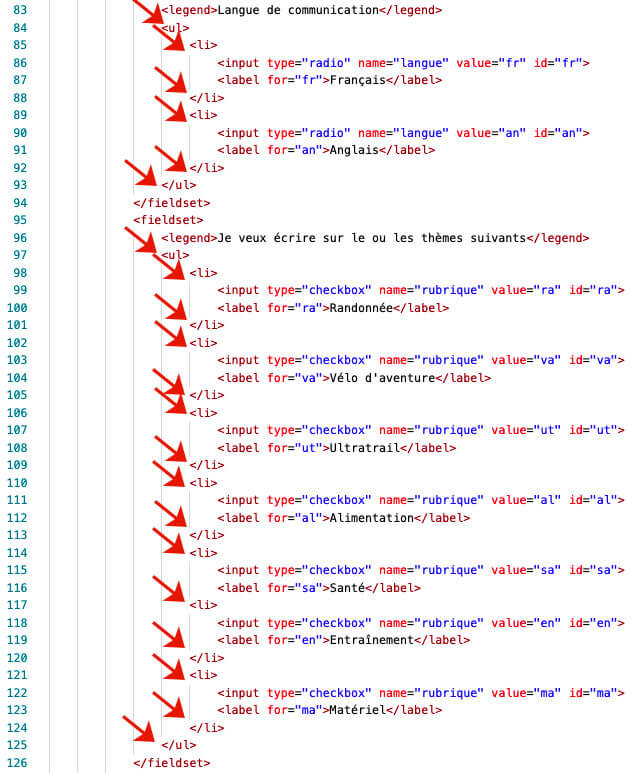 83 <legend>Langue de communication</legend>
84 <ul>
85 <li>
86 <input type="radio" name="langue" value="fr" id="fr">
87 <label for="fr">Français</label>
88 </li>
89 <li>
90 <input type="radio" name="langue" value="an" id="an">
91 <label for="an">Anglais</label>
92 </li>
93 </ul>
94 </fieldset>
95 <fieldset>
96 <legend>Je veux écrire sur le ou les thèmes suivants</legend>
97 <ul>
98 <li>
99 <input type="checkbox" name="rubrique" value="ra" id="ra">
100 <label for="ra">Randonnée</label>
101 </li>
102 <li>
103 <input type="checkbox" name="rubrique" value="va" id="va">
104 <label for="va">Vélo d'aventure</label>
105 </li>
106 <li>
107 <input type="checkbox" name="rubrique" value="ut" id="ut">
108 <label for="ut">Ultratrail</label>
109 </li>
110 <li>
111 <input type="checkbox" name="rubrique" value="al" id="al">
112 <label for="al">Alimentation</label>
113 </li>
114 <li>
115 <input type="checkbox" name="rubrique" value="sa" id="sa">
116 <label for="sa">Santé</label>
117 <li>
118 <input type="checkbox" name="rubrique" value="en" id="en">
119 <label for="en">Entraînement</label>
120 </li>
121 <li>
122 <input type="checkbox" name="rubrique" value="ma" id="ma">
123 <label for="ma">Matériel</label>
124 </li>
125 </ul>
126 </fieldset>